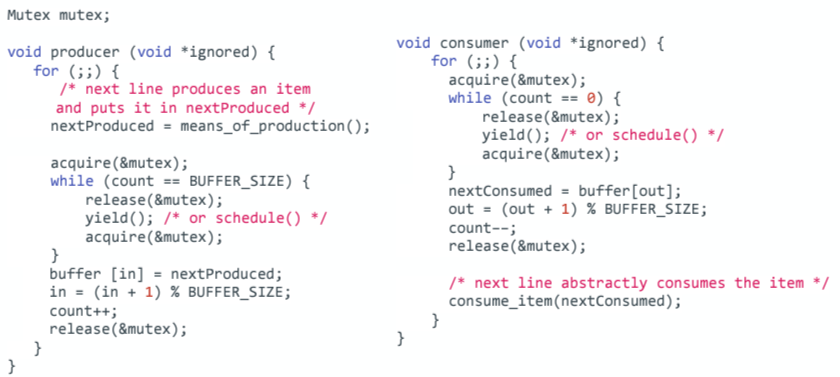 Mutex mutex;
void producer (void *ignored) {
for (;;) {
/* next line produces an item
and puts it in nextProduced */
nextProduced = means_of_production();
acquire(&mutex);
while (count == BUFFER_SIZE) {
release(&mutex);
yield(); /* or schedule() */
acquire(&mutex);
}
buffer [in] = nextProduced;
in = (in + 1) % BUFFER_SIZE;
count++;
release(&mutex);
}
}
void consumer (void *ignored) {
for (;;) {
acquire(&mutex);
while (count == 0) {
release(&mutex);
yield(); /* or schedule() */
acquire(&mutex);
}
nextConsumed = buffer[out];
out = (out + 1) % BUFFER_SIZE;
count--;
release(&mutex);
/* next line abstractly consumes the item */
consume_item(nextConsumed);
}
}